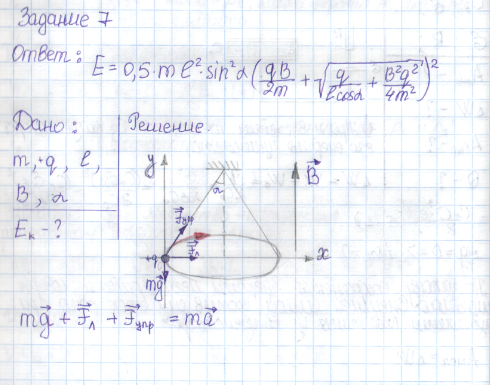 Задание 7
Ответ: E = 0,5·mℓ²·sin²α(qB/2m + √(q/ℓcosα + B²q²/4m²))²
Дано:
Решение.
m, +q, ℓ,
B, α
Eк - ?
y
α
B⃗
F⃗упр
F⃗л
+q
x
mg⃗
mg⃗ + F⃗л + F⃗упр = ma⃗